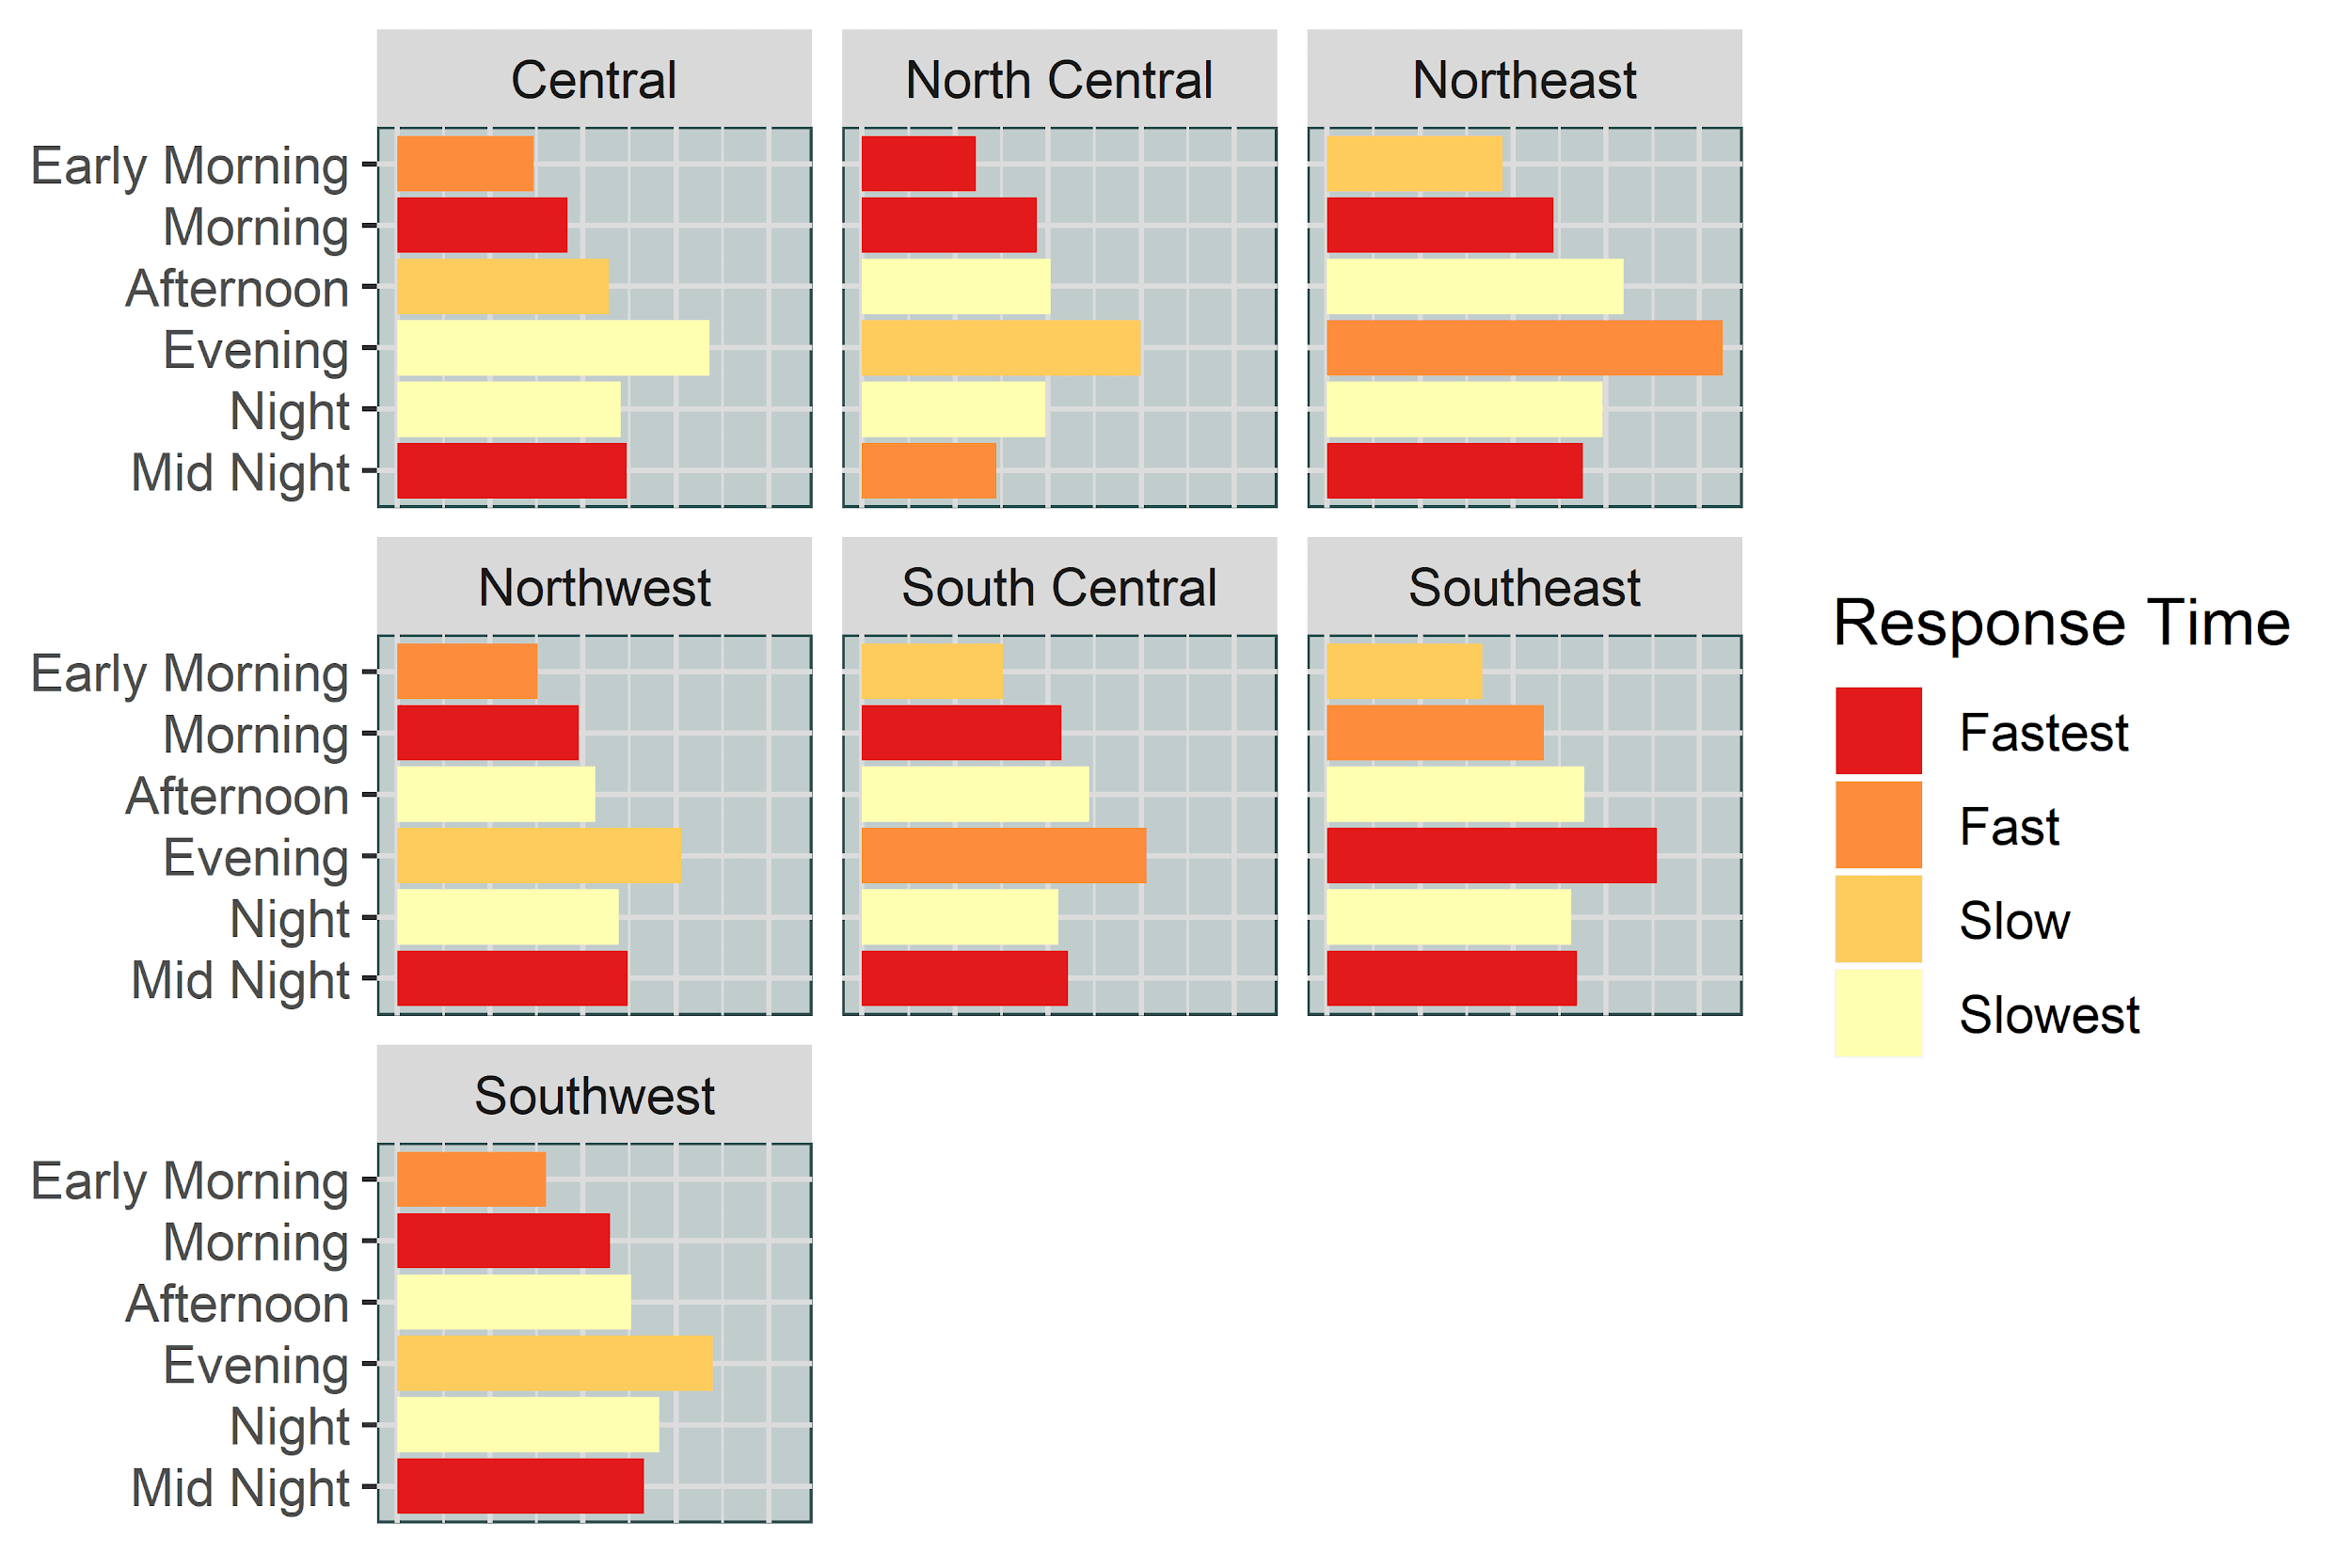 Central
North Central
Northeast
Early Morning
Morning
Afternoon
Evening
Night
Mid Night
Northwest
South Central
Southeast
Early Morning
Morning
Afternoon
Evening
Night
Mid Night
Southwest
Early Morning
Morning
Afternoon
Evening
Night
Mid Night
Response Time
Fastest
Fast
Slow
Slowest